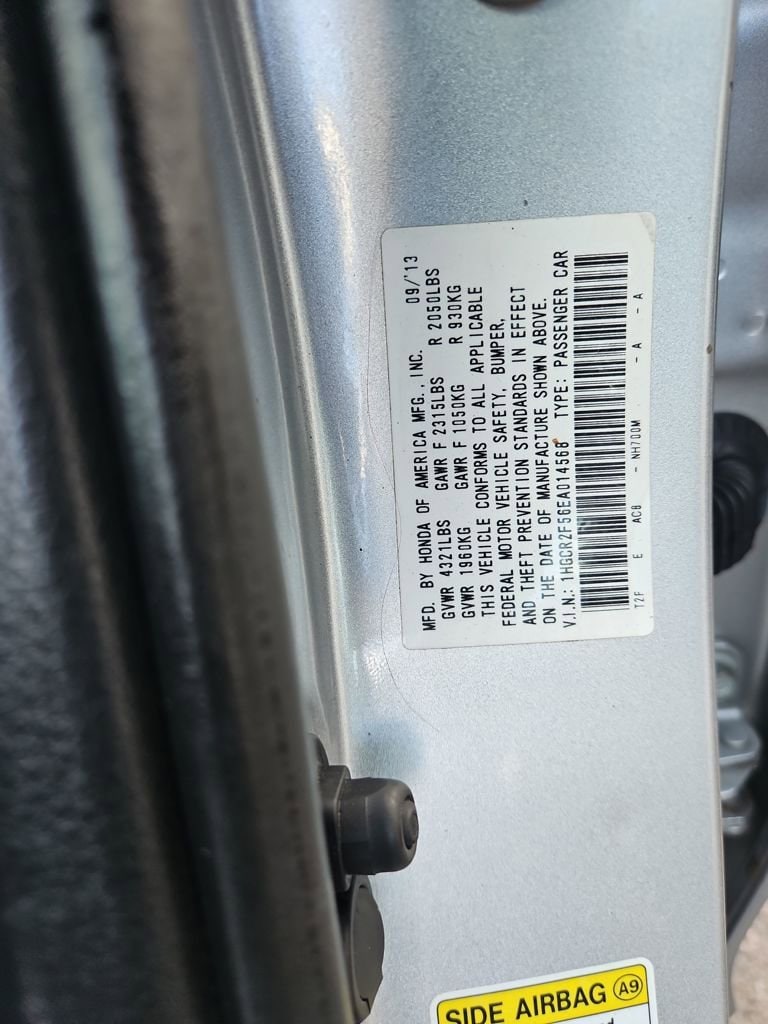 MFD. BY HONDA OF AMERICA MFG., INC. 09/'13
GVWR 4321LBS GAWR F 2315LBS R 2050LBS
GVWR 1960KG GAWR F 1050KG R 930KG
THIS VEHICLE CONFORMS TO ALL APPLICABLE
FEDERAL MOTOR VEHICLE SAFETY, BUMPER,
AND THEFT PREVENTION STANDARDS IN EFFECT
ON THE DATE OF MANUFACTURE SHOWN ABOVE.
V.I.N.: 1HGCR2F56EA014568 TYPE: PASSENGER CAR
T2F E AC8 - NH700M - A - A
SIDE AIRBAG A9